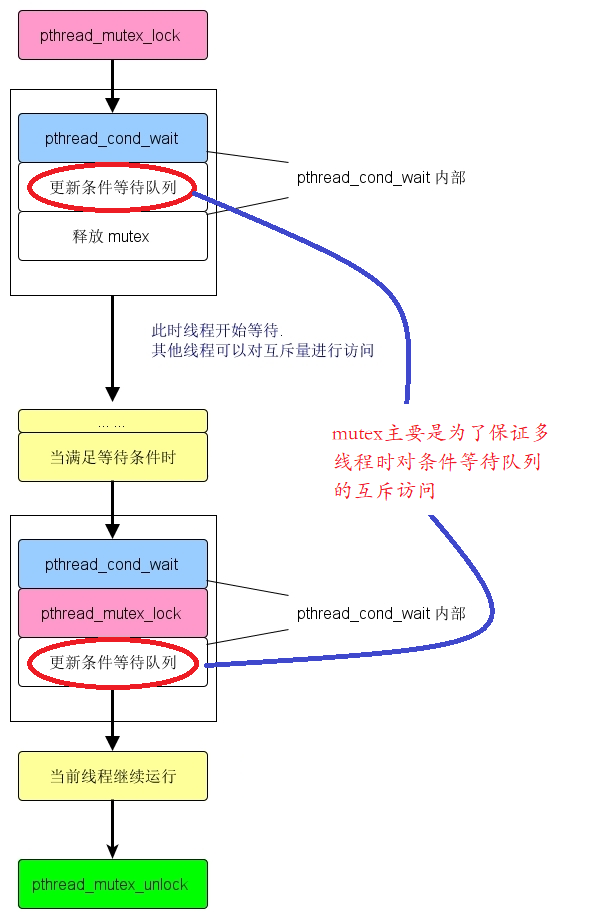 pthread_mutex_lock
pthread_cond_wait
更新条件等待队列
pthread_cond_wait 内部
释放 mutex
此时线程开始等待.
其他线程可以对互斥量进行访问
... ...
当满足等待条件时
mutex主要是为了保证多
线程时对条件等待队列
的互斥访问
pthread_cond_wait
pthread_mutex_lock
pthread_cond_wait 内部
更新条件等待队列
当前线程继续运行
pthread_mutex_unlock